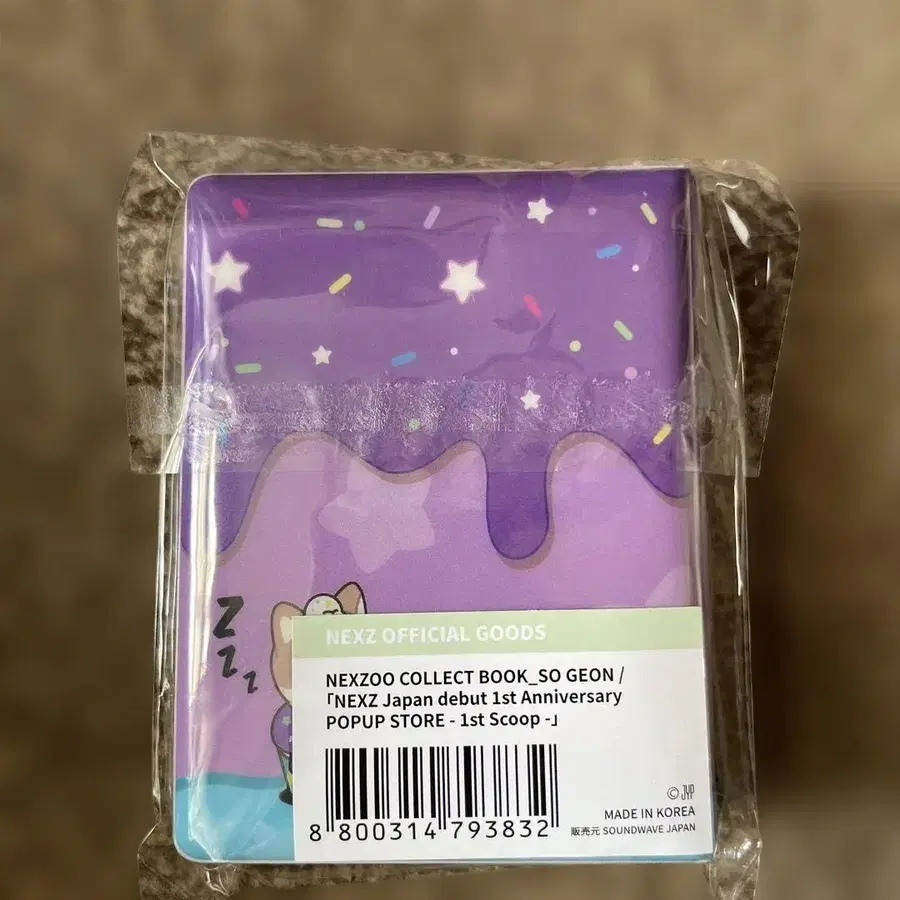 Z
Z
Z
NEXZ OFFICIAL GOODS
NEXZOO COLLECT BOOK_SO GEON /
「NEXZ Japan debut 1st Anniversary
POPUP STORE - 1st Scoop -」
8 800314 793832
© JYP
MADE IN KOREA
販売元 SOUNDWAVE JAPAN